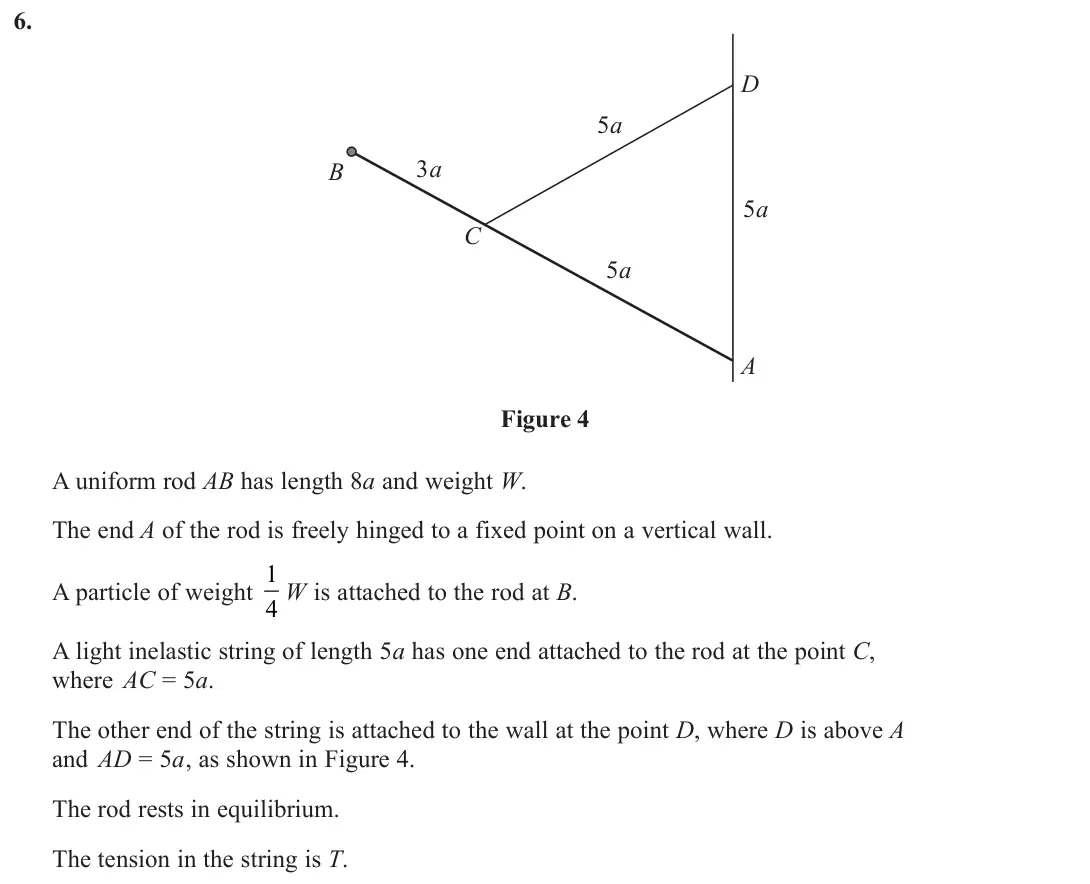 6.
D
5a
B
3a
5a
C
5a
A
Figure 4
A uniform rod AB has length 8a and weight W.
The end A of the rod is freely hinged to a fixed point on a vertical wall.
A particle of weight 1/4 W is attached to the rod at B.
A light inelastic string of length 5a has one end attached to the rod at the point C,
where AC = 5a.
The other end of the string is attached to the wall at the point D, where D is above A
and AD = 5a, as shown in Figure 4.
The rod rests in equilibrium.
The tension in the string is T.